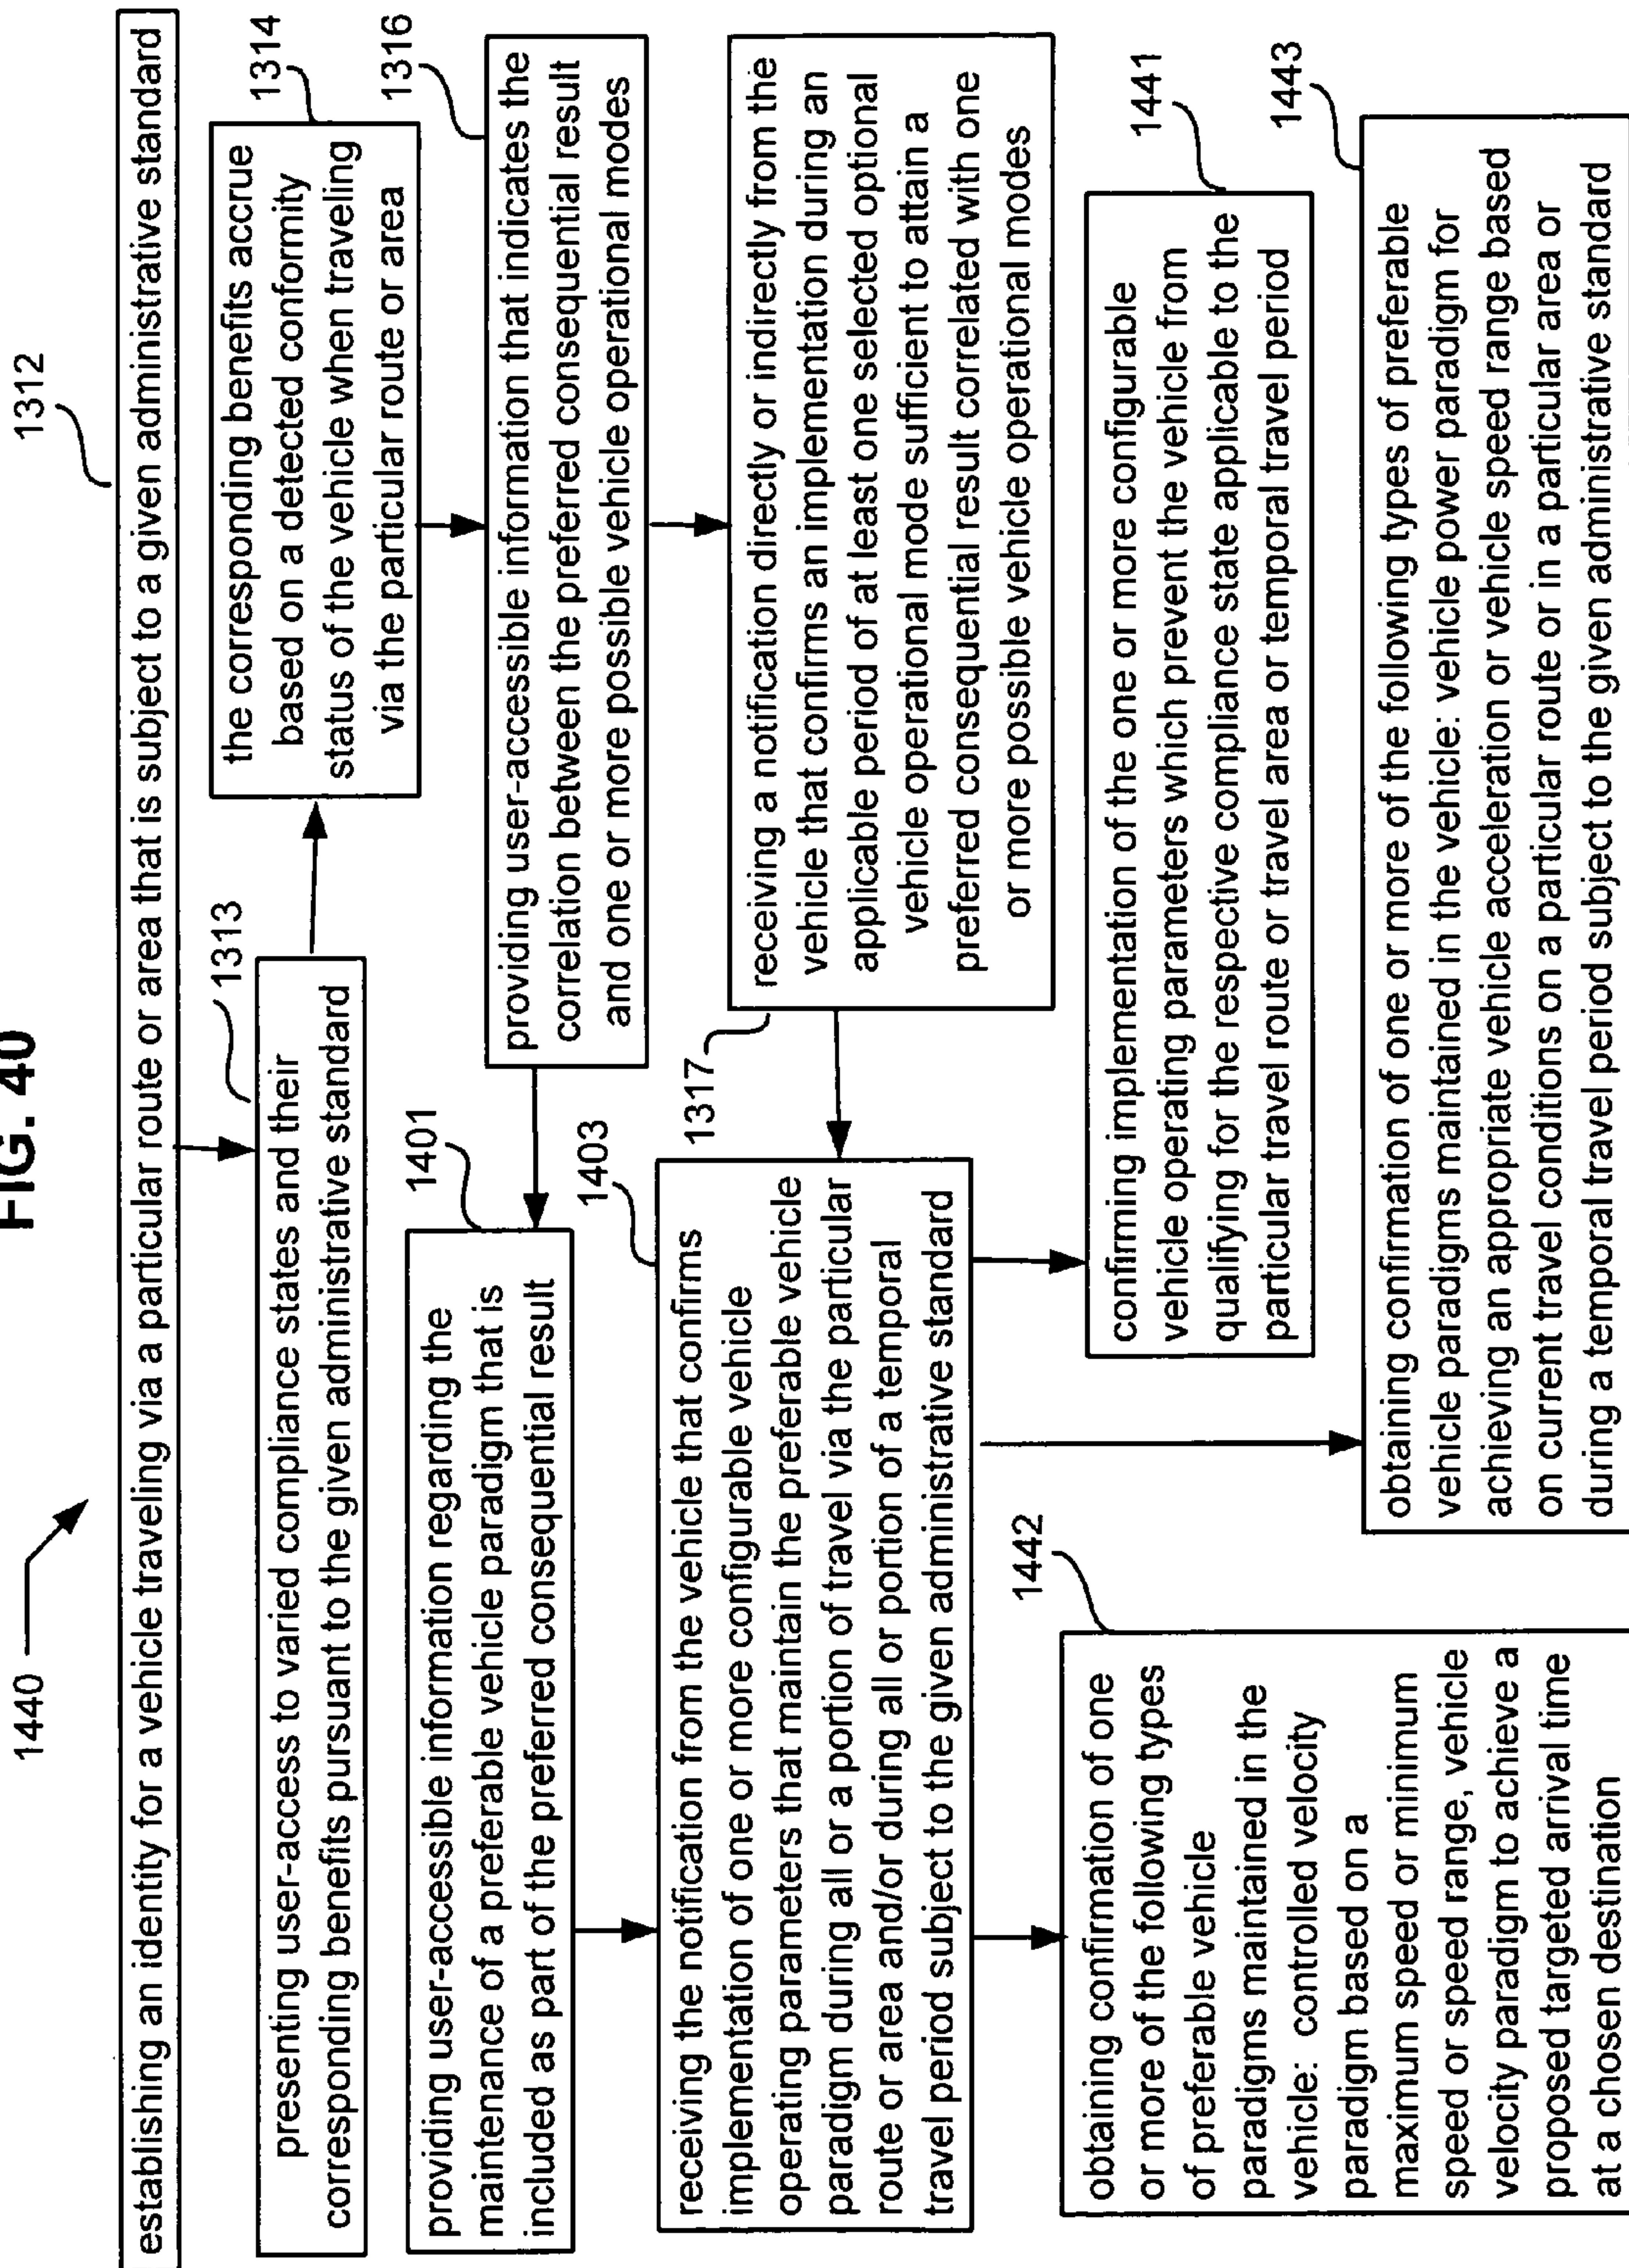 FIG. 40
1440
1312
establishing an identity for a vehicle traveling via a particular route or area that is subject to a given administrative standard
1313
presenting user-access to varied compliance states and their
corresponding benefits pursuant to the given administrative standard
1314
the corresponding benefits accrue
based on a detected conformity
status of the vehicle when traveling
via the particular route or area
1316
providing user-accessible information that indicates the
correlation between the preferred consequential result
and one or more possible vehicle operational modes
1401
providing user-accessible information regarding the
maintenance of a preferable vehicle paradigm that is
included as part of the preferred consequential result
1317
receiving a notification directly or indirectly from the
vehicle that confirms an implementation during an
applicable period of at least one selected optional
vehicle operational mode sufficient to attain a
preferred consequential result correlated with one
or more possible vehicle operational modes
1403
receiving the notification from the vehicle that confirms
implementation of one or more configurable vehicle
operating parameters that maintain the preferable vehicle
paradigm during all or a portion of travel via the particular
route or area and/or during all or portion of a temporal
travel period subject to the given administrative standard
1441
confirming implementation of the one or more configurable
vehicle operating parameters which prevent the vehicle from
qualifying for the respective compliance state applicable to the
particular travel route or travel area or temporal travel period
1442
obtaining confirmation of one
or more of the following types
of preferable vehicle
paradigms maintained in the
vehicle: controlled velocity
paradigm based on a
maximum speed or minimum
speed or speed range, vehicle
velocity paradigm to achieve a
proposed targeted arrival time
at a chosen destination
1443
obtaining confirmation of one or more of the following types of preferable
vehicle paradigms maintained in the vehicle: vehicle power paradigm for
achieving an appropriate vehicle acceleration or vehicle speed range based
on current travel conditions on a particular route or in a particular area or
during a temporal travel period subject to the given administrative standard